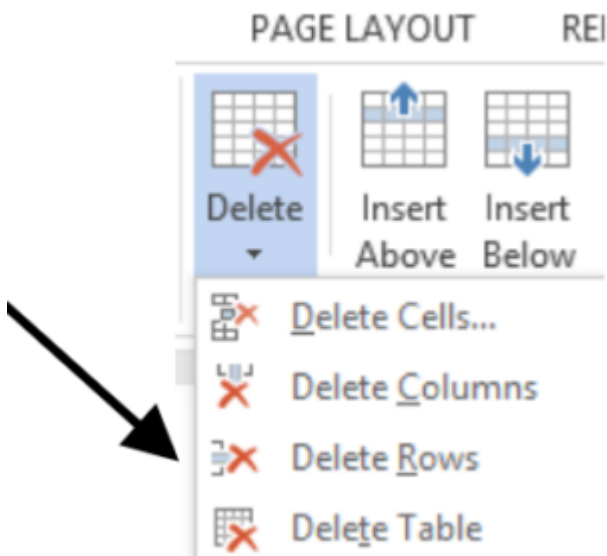 PAGE LAYOUT
Delete
Insert Above
Insert Below
Delete Cells...
Delete Columns
Delete Rows
Delete Table